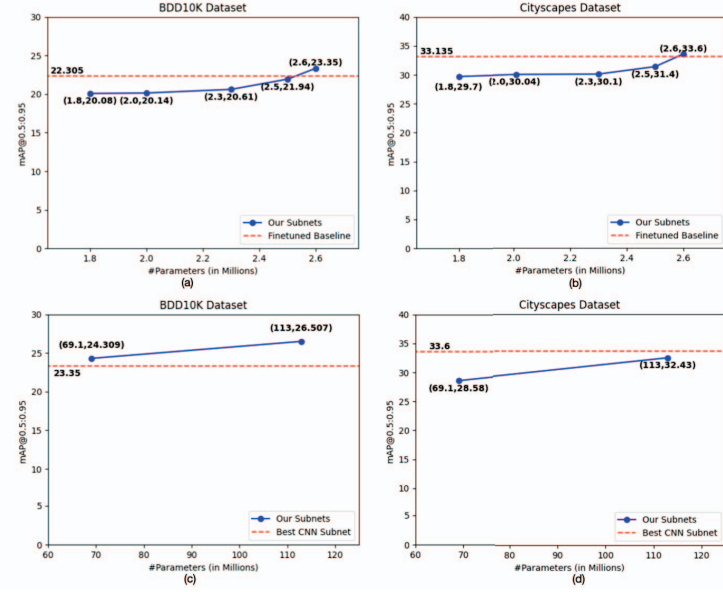 BDD10K Dataset
30
25
20
15
10
5
0
mAP@0.5:0.95
22.305
(1.8,20.08)
(2.0,20.14)
(2.3,20.61)
(2.5,21.94)
(2.6,23.35)
Our Subnets
Finetuned Baseline
1.8 2.0 2.2 2.4 2.6
#Parameters (in Millions)
(a)
Cityscapes Dataset
40
35
30
25
20
15
10
5
0
mAP@0.5:0.95
33.135
(1.8,29.7)
(2.0,30.04)
(2.3,30.1)
(2.5,31.4)
(2.6,33.6)
Our Subnets
Finetuned Baseline
1.8 2.0 2.2 2.4 2.6
#Parameters (in Millions)
(b)
BDD10K Dataset
30
25
20
15
10
5
0
mAP@0.5:0.95
(69.1,24.309)
(113,26.507)
23.35
Our Subnets
Best CNN Subnet
60 70 80 90 100 110 120
#Parameters (in Millions)
(c)
Cityscapes Dataset
40
35
30
25
20
15
10
5
0
mAP@0.5:0.95
33.6
(69.1,28.58)
(113,32.43)
Our Subnets
Best CNN Subnet
60 70 80 90 100 110 120
#Parameters (in Millions)
(d)